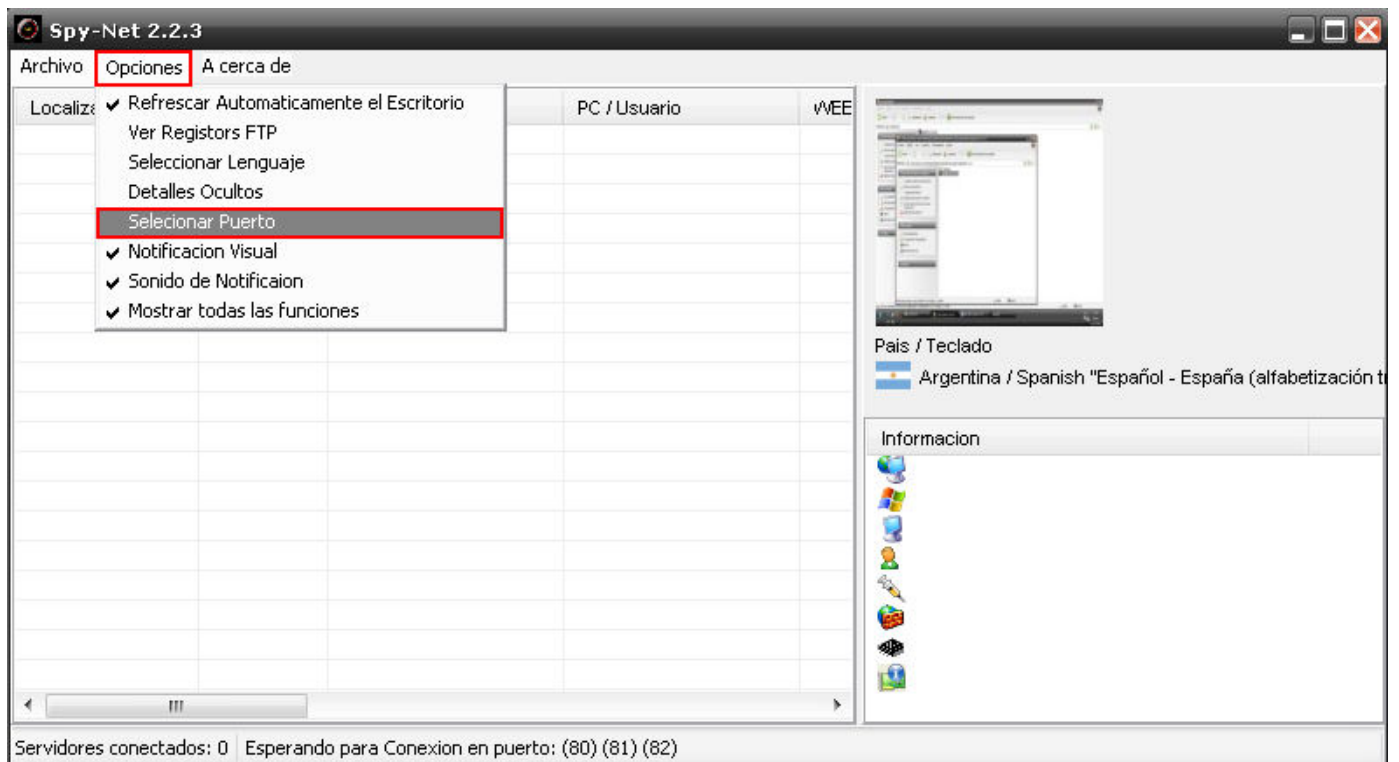 Spy-Net 2.2.3
Archivo Opciones A cerca de
Localiza PC / Usuario WEE
Refrescar Automaticamente el Escritorio
Ver Registors FTP
Seleccionar Lenguaje
Detalles Ocultos
Selecionar Puerto
Notificacion Visual
Sonido de Notificaion
Mostrar todas las funciones
Pais / Teclado
Argentina / Spanish "Español - España (alfabetización t
Informacion
Servidores conectados: 0 Esperando para Conexion en puerto: (80) (81) (82)